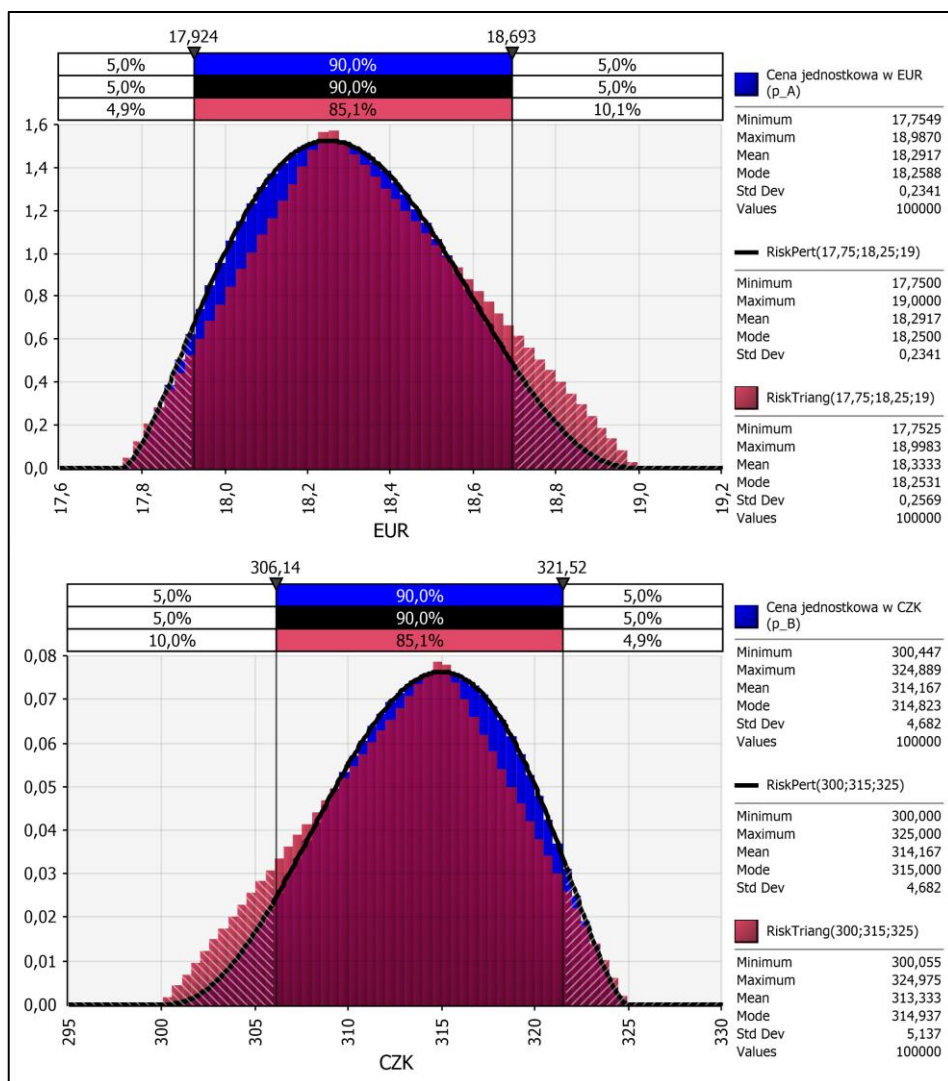 17,924 18,693
5,0% 90,0% 5,0%
5,0% 90,0% 5,0%
4,9% 85,1% 10,1%
1,6
1,4
1,2
1,0
0,8
0,6
0,4
0,2
0,0
17,6 17,8 18,0 18,2 18,4 18,6 18,8 19,0 19,2
EUR
Cena jednostkowa w EUR
(p_A)
Minimum 17,7549
Maximum 18,9870
Mean 18,2917
Mode 18,2588
Std Dev 0,2341
Values 100000
RiskPert(17,75;18,25;19)
Minimum 17,7500
Maximum 19,0000
Mean 18,2917
Mode 18,2500
Std Dev 0,2341
RiskTriang(17,75;18,25;19)
Minimum 17,7525
Maximum 18,9983
Mean 18,3333
Mode 18,2531
Std Dev 0,2569
Values 100000
306,14 321,52
5,0% 90,0% 5,0%
5,0% 90,0% 5,0%
10,0% 85,1% 4,9%
0,08
0,07
0,06
0,05
0,04
0,03
0,02
0,01
0,00
295 300 305 310 315 320 325 330
CZK
Cena jednostkowa w CZK
(p_B)
Minimum 300,447
Maximum 324,889
Mean 314,167
Mode 314,823
Std Dev 4,682
Values 100000
RiskPert(300;315;325)
Minimum 300,000
Maximum 325,000
Mean 314,167
Mode 315,000
Std Dev 4,682
RiskTriang(300;315;325)
Minimum 300,055
Maximum 324,975
Mean 313,333
Mode 314,937
Std Dev 5,137
Values 100000